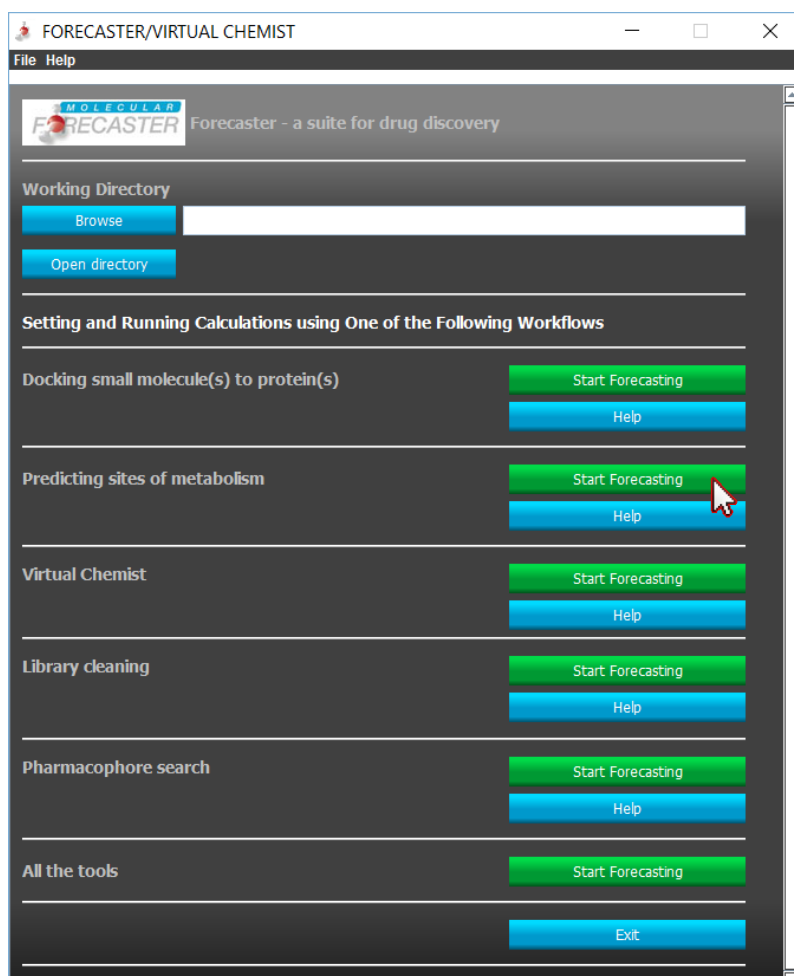 FORECASTER/VIRTUAL CHEMIST
File Help
MOLECULAR
FORECASTER
Forecaster - a suite for drug discovery
Working Directory
Browse
Open directory
Setting and Running Calculations using One of the Following Workflows
Docking small molecule(s) to protein(s)
Start Forecasting
Help
Predicting sites of metabolism
Start Forecasting
Help
Virtual Chemist
Start Forecasting
Help
Library cleaning
Start Forecasting
Help
Pharmacophore search
Start Forecasting
Help
All the tools
Start Forecasting
Exit